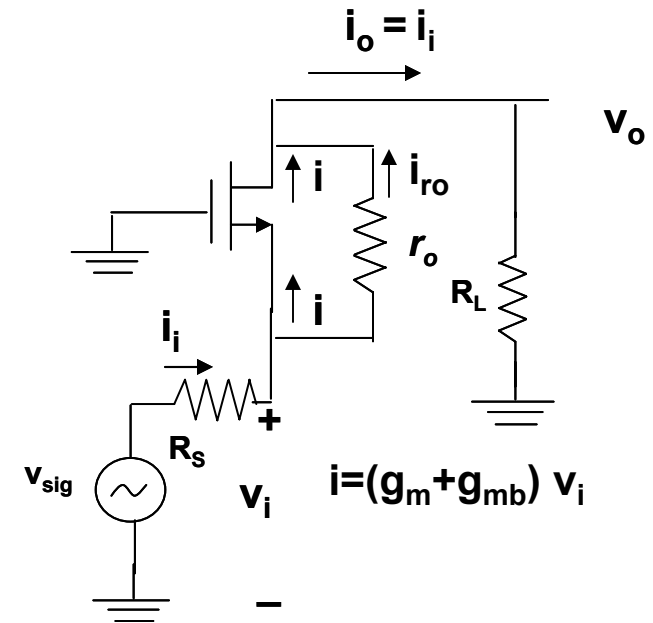 i_o = i_i
v_o
i
i_ro
r_o
R_L
i
i_i
+
R_S
v_sig
v_i
i=(g_m+g_mb) v_i
–